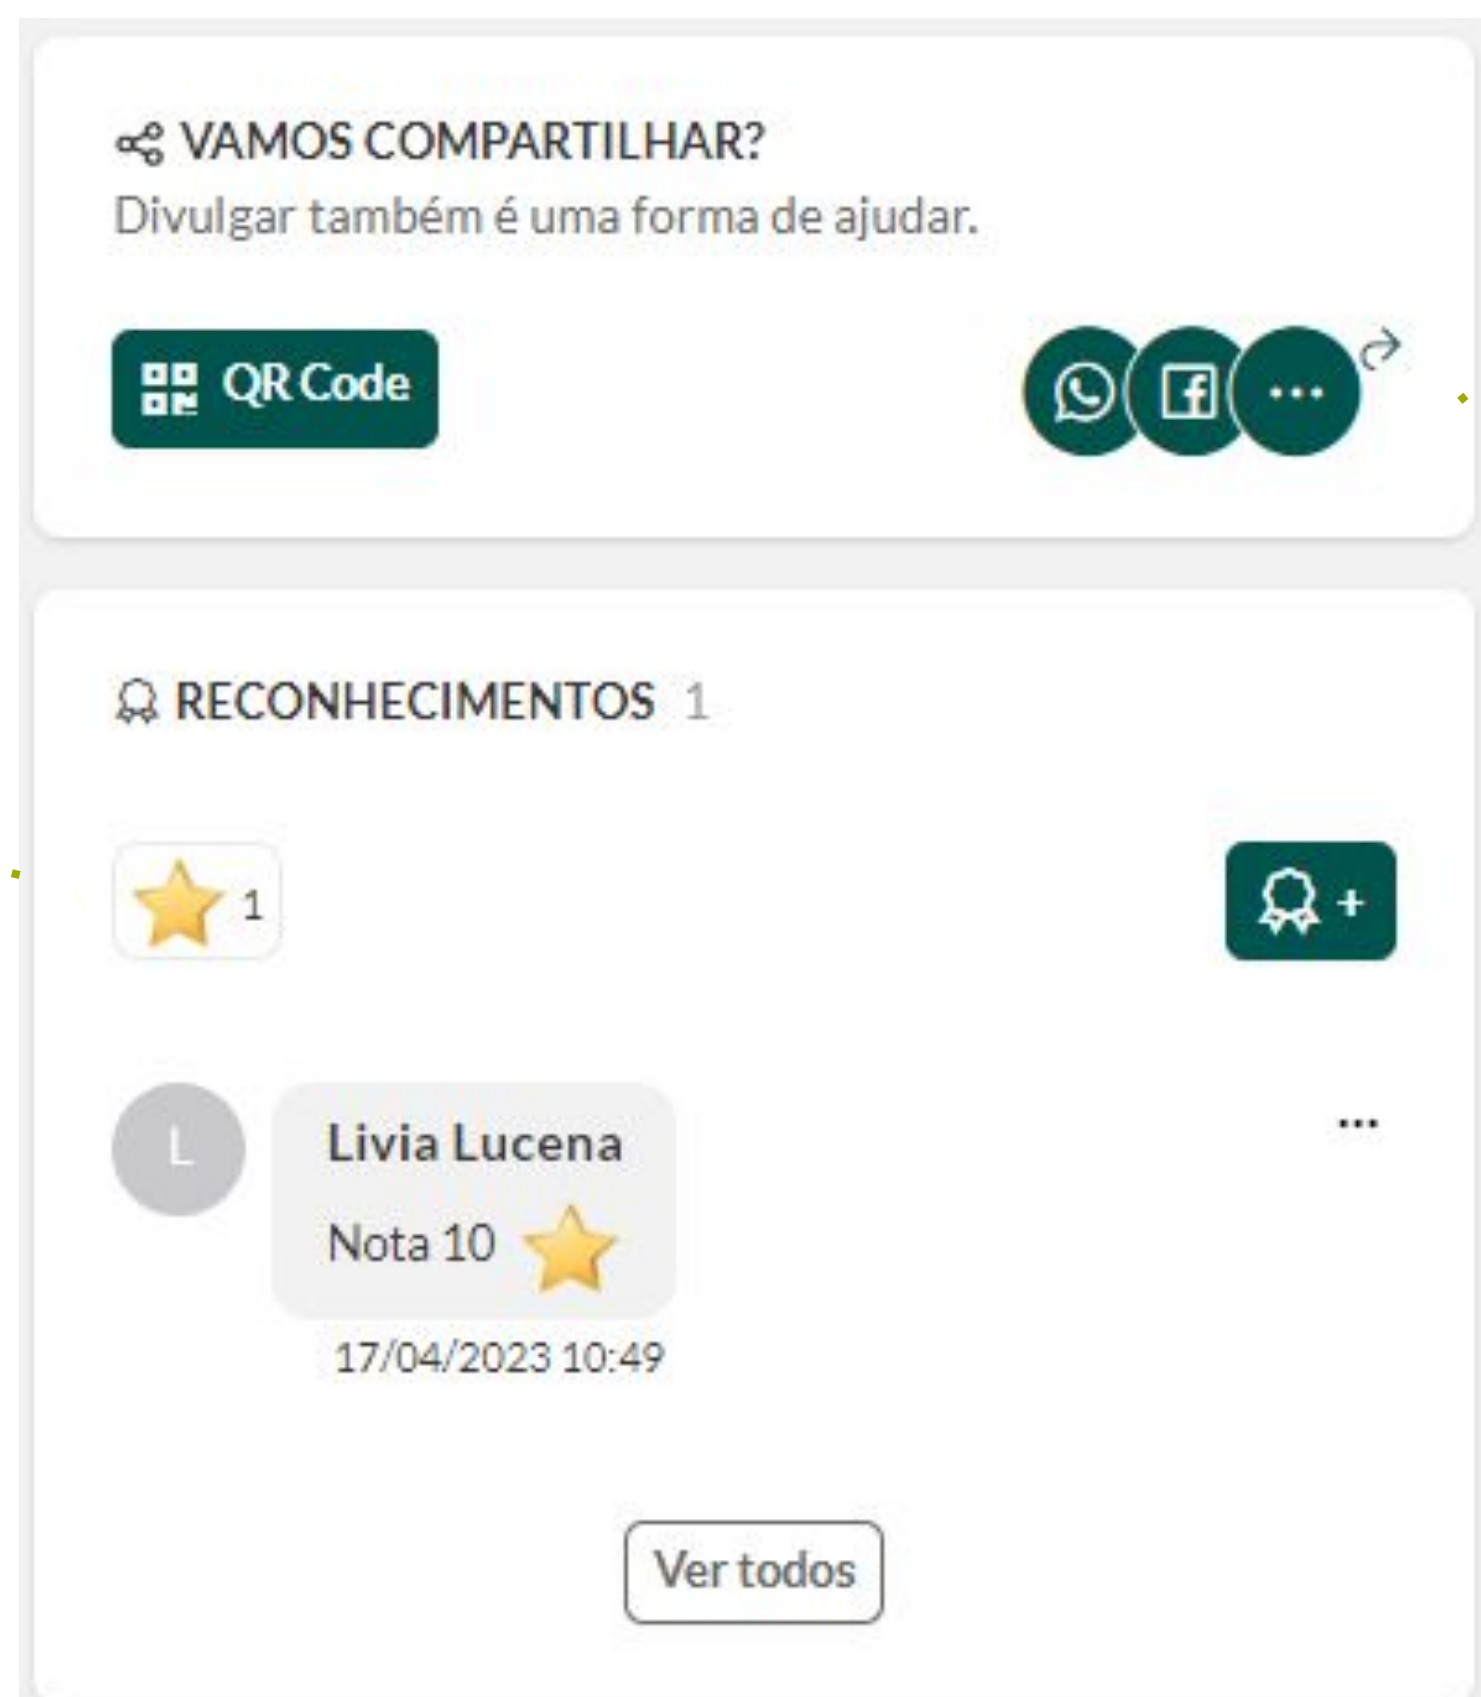 VAMOS COMPARTILHAR?
Divulgar também é uma forma de ajudar.
QR Code
RECONHECIMENTOS 1
1
+
L
Livia Lucena
Nota 10
17/04/2023 10:49
Ver todos